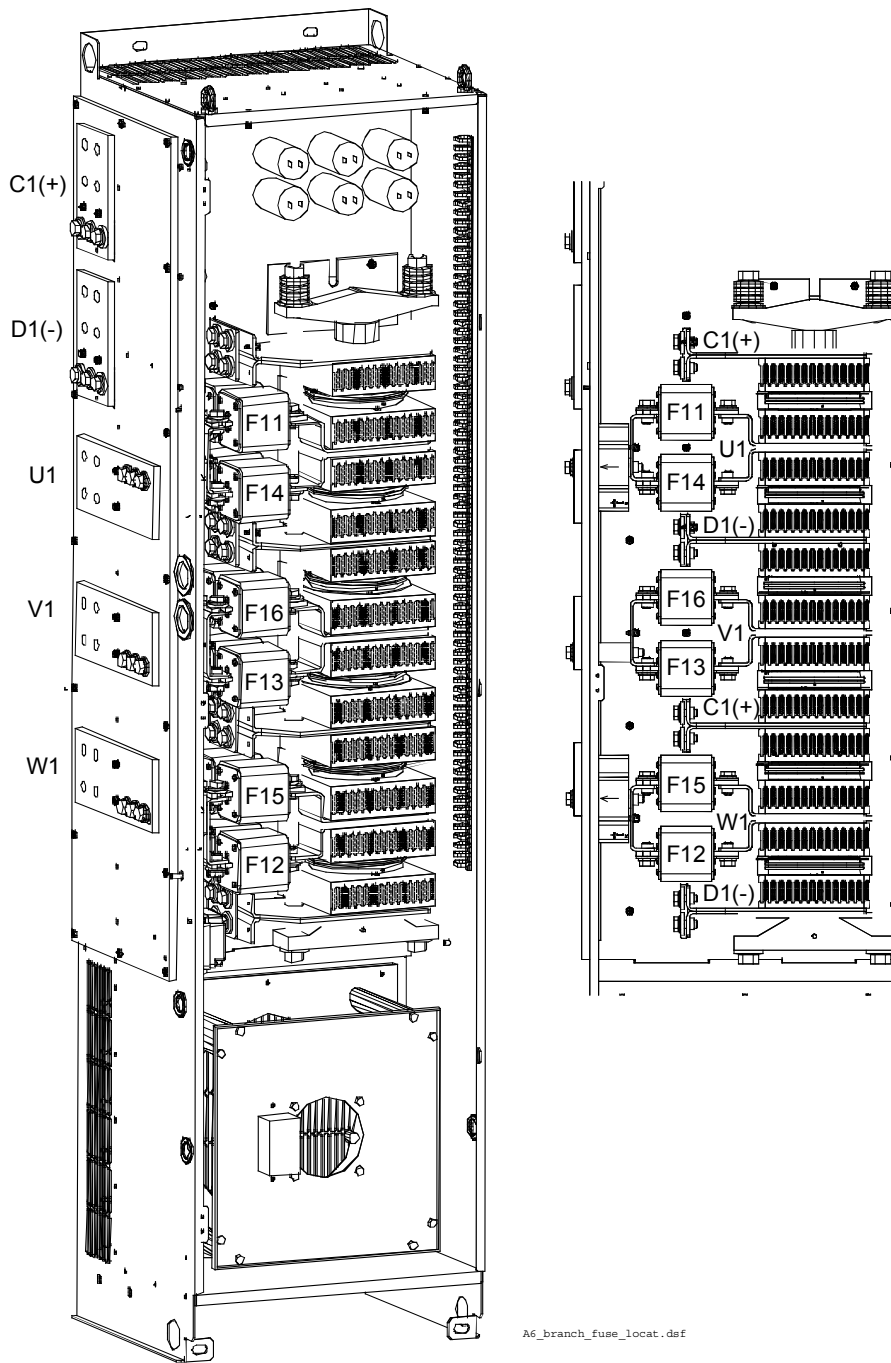 C1(+)
D1(-)
U1
V1
W1
F11
F14
F16
F13
F15
F12
C1(+)
F11
U1
F14
D1(-)
F16
V1
F13
C1(+)
F15
W1
F12
D1(-)
A6_branch_fuse_locat.dsf